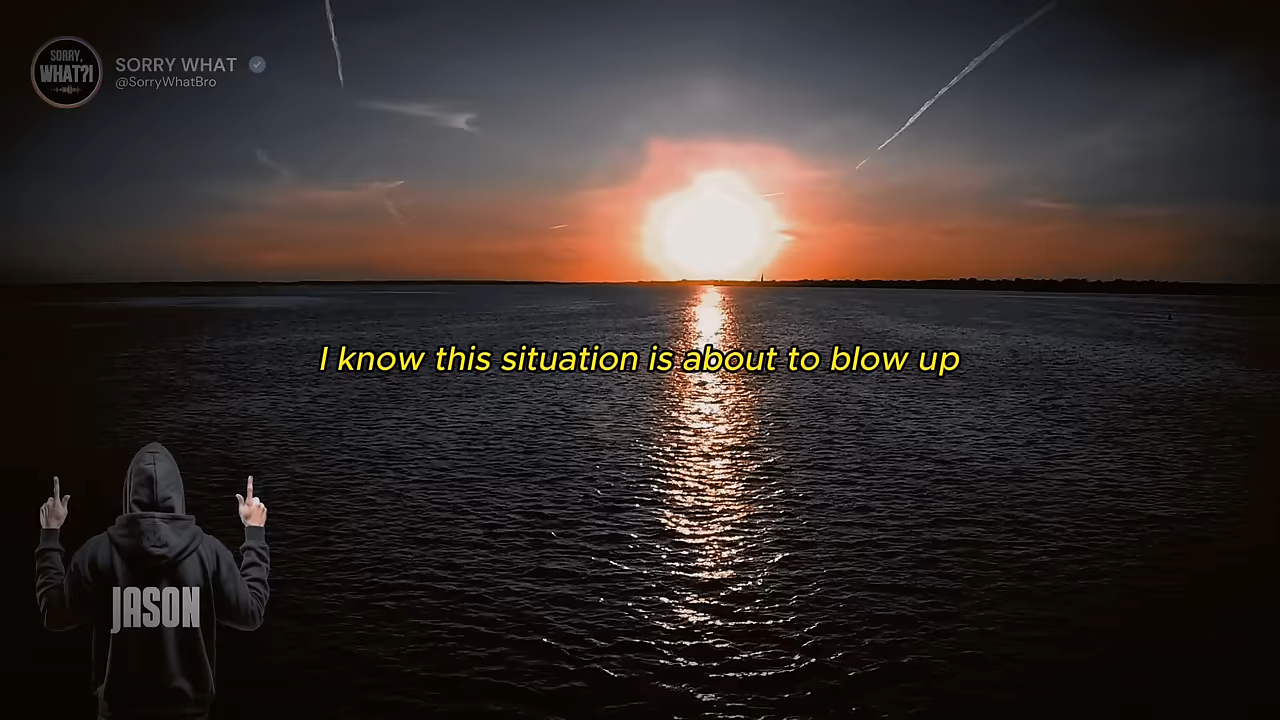 SORRY,
WHAT?!
SORRY WHAT
@SorryWhatBro
I know this situation is about to blow up
JASON